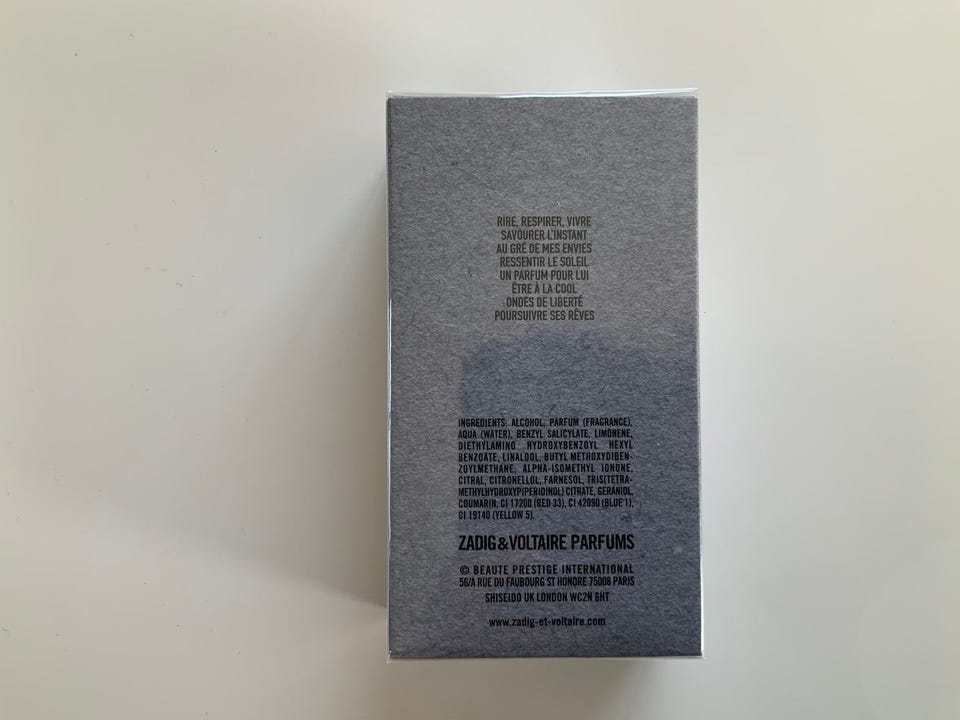 RIRE, RESPIRER, VIVRE
SAVOURER L'INSTANT
AU GRÉ DE MES ENVIES
RESSENTIR LE SOLEIL
UN PARFUM POUR LUI
ÊTRE À LA COOL
ONDES DE LIBERTÉ
POURSUIVRE SES RÊVES
INGREDIENTS: ALCOHOL, PARFUM (FRAGRANCE),
AQUA (WATER), BENZYL SALICYLATE, LIMONENE,
DIETHYLAMINO HYDROXYBENZOYL HEXYL
BENZOATE, LINALOOL, BUTYL METHOXYDIBEN-
ZOYLMETHANE, ALPHA-ISOMETHYL IONONE,
CITRAL, CITRONELLOL, FARNESOL, TRIS(TETRA-
METHYLHYDROXYPIPERIDINOL) CITRATE, GERANIOL,
COUMARIN, CI 17200 (RED 33), CI 42090 (BLUE 1),
CI 19140 (YELLOW 5).
ZADIG&VOLTAIRE PARFUMS
© BEAUTE PRESTIGE INTERNATIONAL
56/A RUE DU FAUBOURG ST HONORE 75008 PARIS
SHISEIDO UK LONDON WC2N 6HT
www.zadig-et-voltaire.com